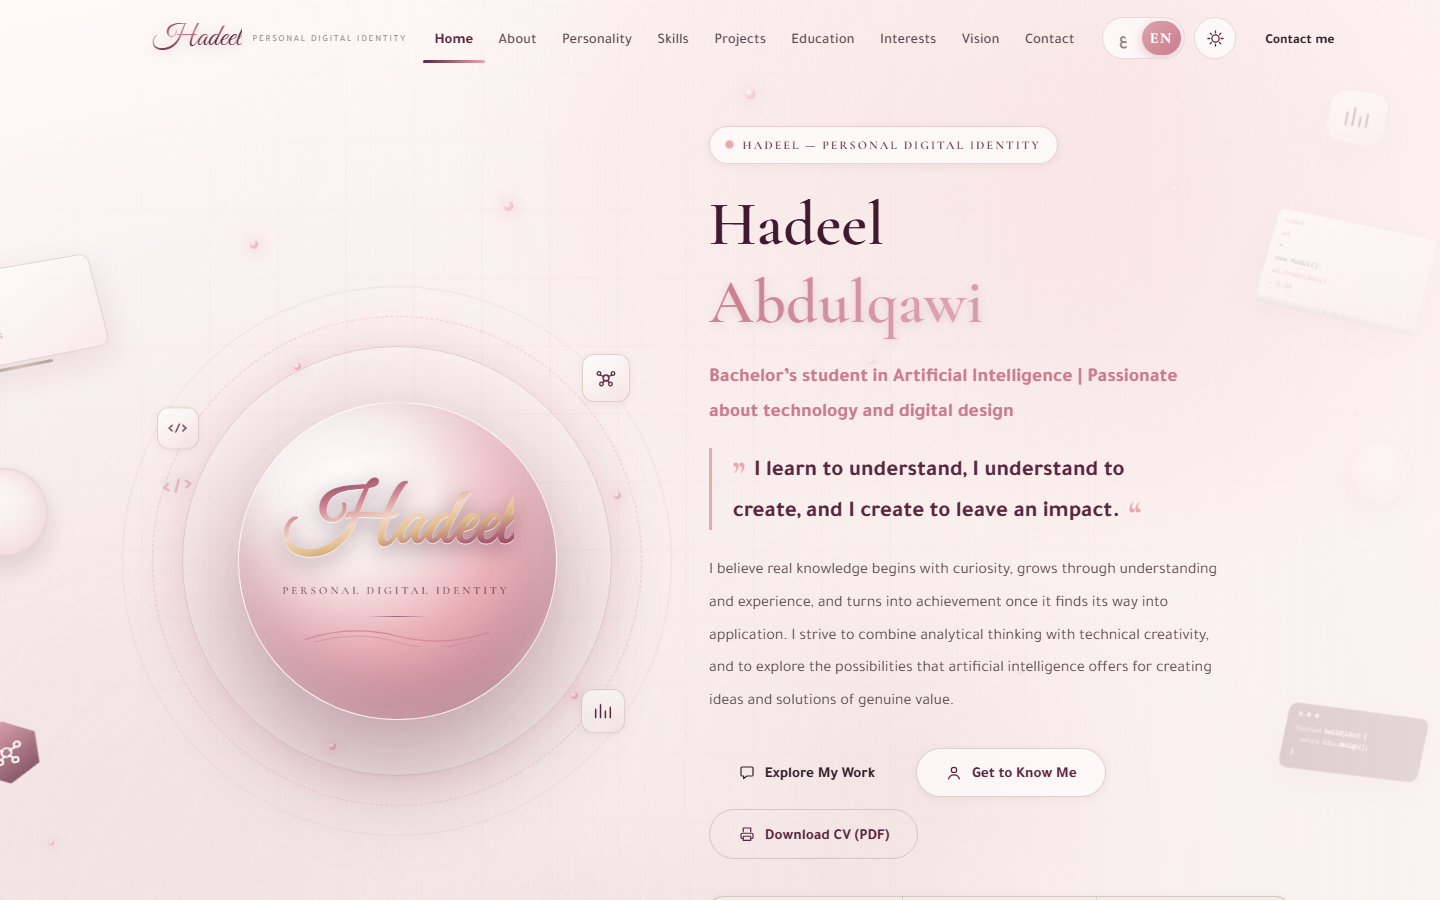 Hadeel PERSONAL DIGITAL IDENTITY Home About Personality Skills Projects Education Interests Vision Contact ع EN Contact me
HADEEL — PERSONAL DIGITAL IDENTITY
Hadeel
Abdulqawi
Bachelor’s student in Artificial Intelligence | Passionate
about technology and digital design
” I learn to understand, I understand to
create, and I create to leave an impact. “
I believe real knowledge begins with curiosity, grows through understanding
and experience, and turns into achievement once it finds its way into
application. I strive to combine analytical thinking with technical creativity,
and to explore the possibilities that artificial intelligence offers for creating
ideas and solutions of genuine value.
Explore My Work
Get to Know Me
Download CV (PDF)
Hadeel
PERSONAL DIGITAL IDENTITY
</>
</>
new Model()